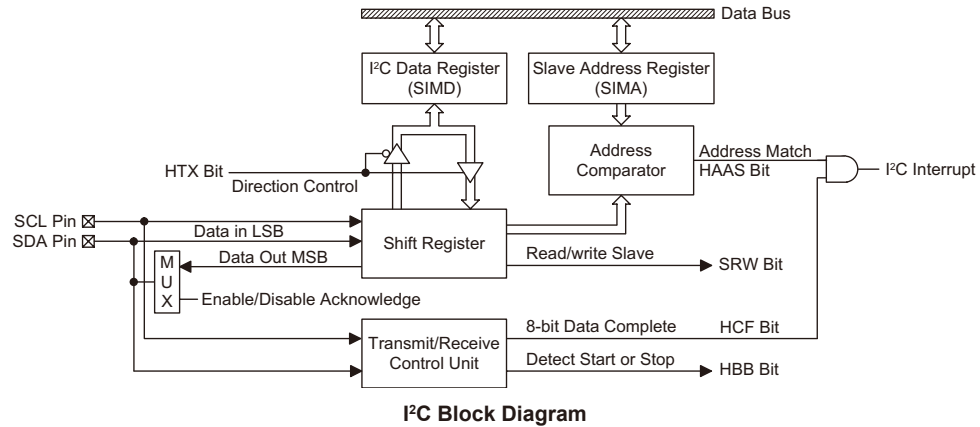 Data Bus
I²C Data Register
(SIMD)
Slave Address Register
(SIMA)
HTX Bit
Direction Control
Address
Comparator
Address Match
HAAS Bit
I²C Interrupt
SCL Pin
SDA Pin
Data in LSB
Shift Register
Data Out MSB
Read/write Slave
SRW Bit
M
U
X
Enable/Disable Acknowledge
Transmit/Receive
Control Unit
8-bit Data Complete
HCF Bit
Detect Start or Stop
HBB Bit
I²C Block Diagram